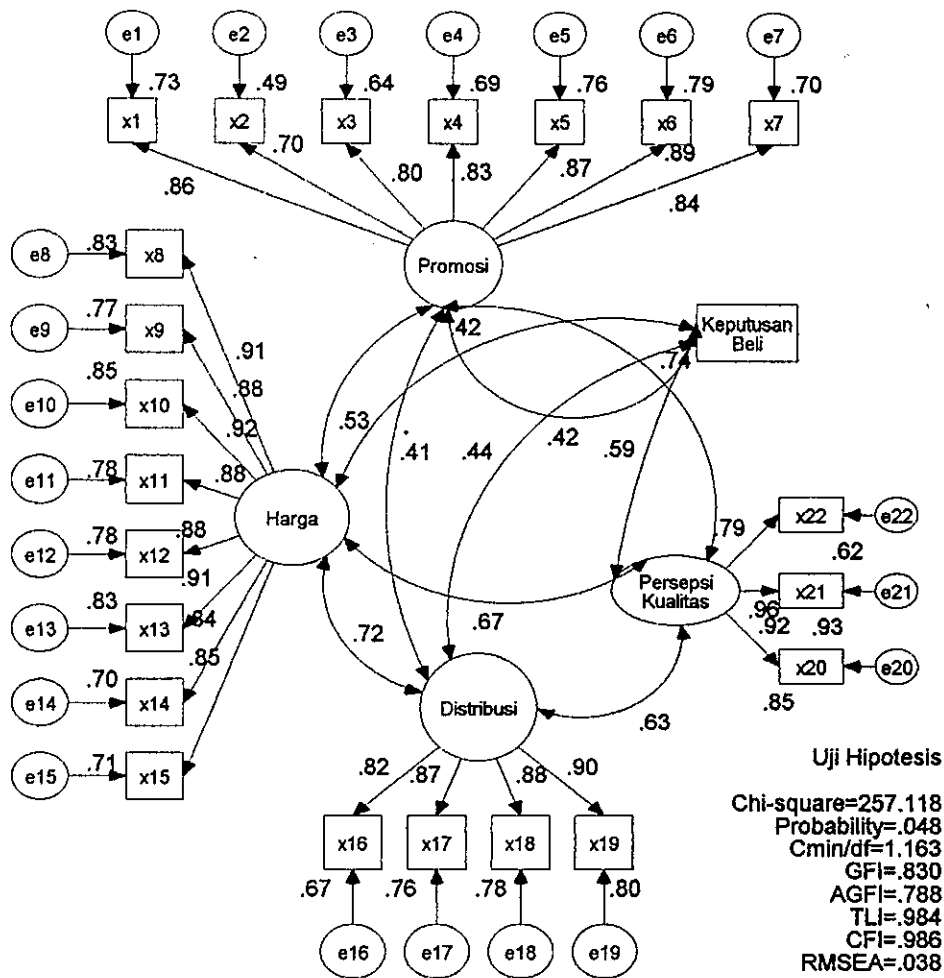 e1 e2 e3 e4 e5 e6 e7
.73 .49 .64 .69 .76 .79 .70
x1 x2 x3 x4 x5 x6 x7
.86 .70 .80 .83 .87 .89 .84
Promosi
e8 .83 x8
e9 .77 x9
e10 .85 x10
e11 .78 x11
e12 .78 x12
e13 .83 x13
e14 .70 x14
e15 .71 x15
.91
.88
.92
.88
.88
.91
.84
.85
Harga
.42
Keputusan
Beli
.74
.53 .41 .44 .42 .59
.79
x22 e22
.62
Persepsi
Kualitas
x21 e21
.96
.92 .93
x20 e20
.85
.67
.72
.63
Distribusi
.82 .87 .88 .90
x16 x17 x18 x19
.67 .76 .78 .80
e16 e17 e18 e19
Uji Hipotesis
Chi-square=257.118
Probability=.048
Cmin/df=1.163
GFI=.830
AGFI=.788
TLI=.984
CFI=.986
RMSEA=.038